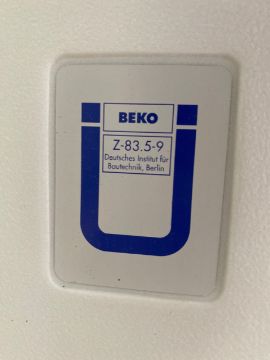 BEKO
Z-83.5-9
Deutsches Institut für
Bautechnik, Berlin